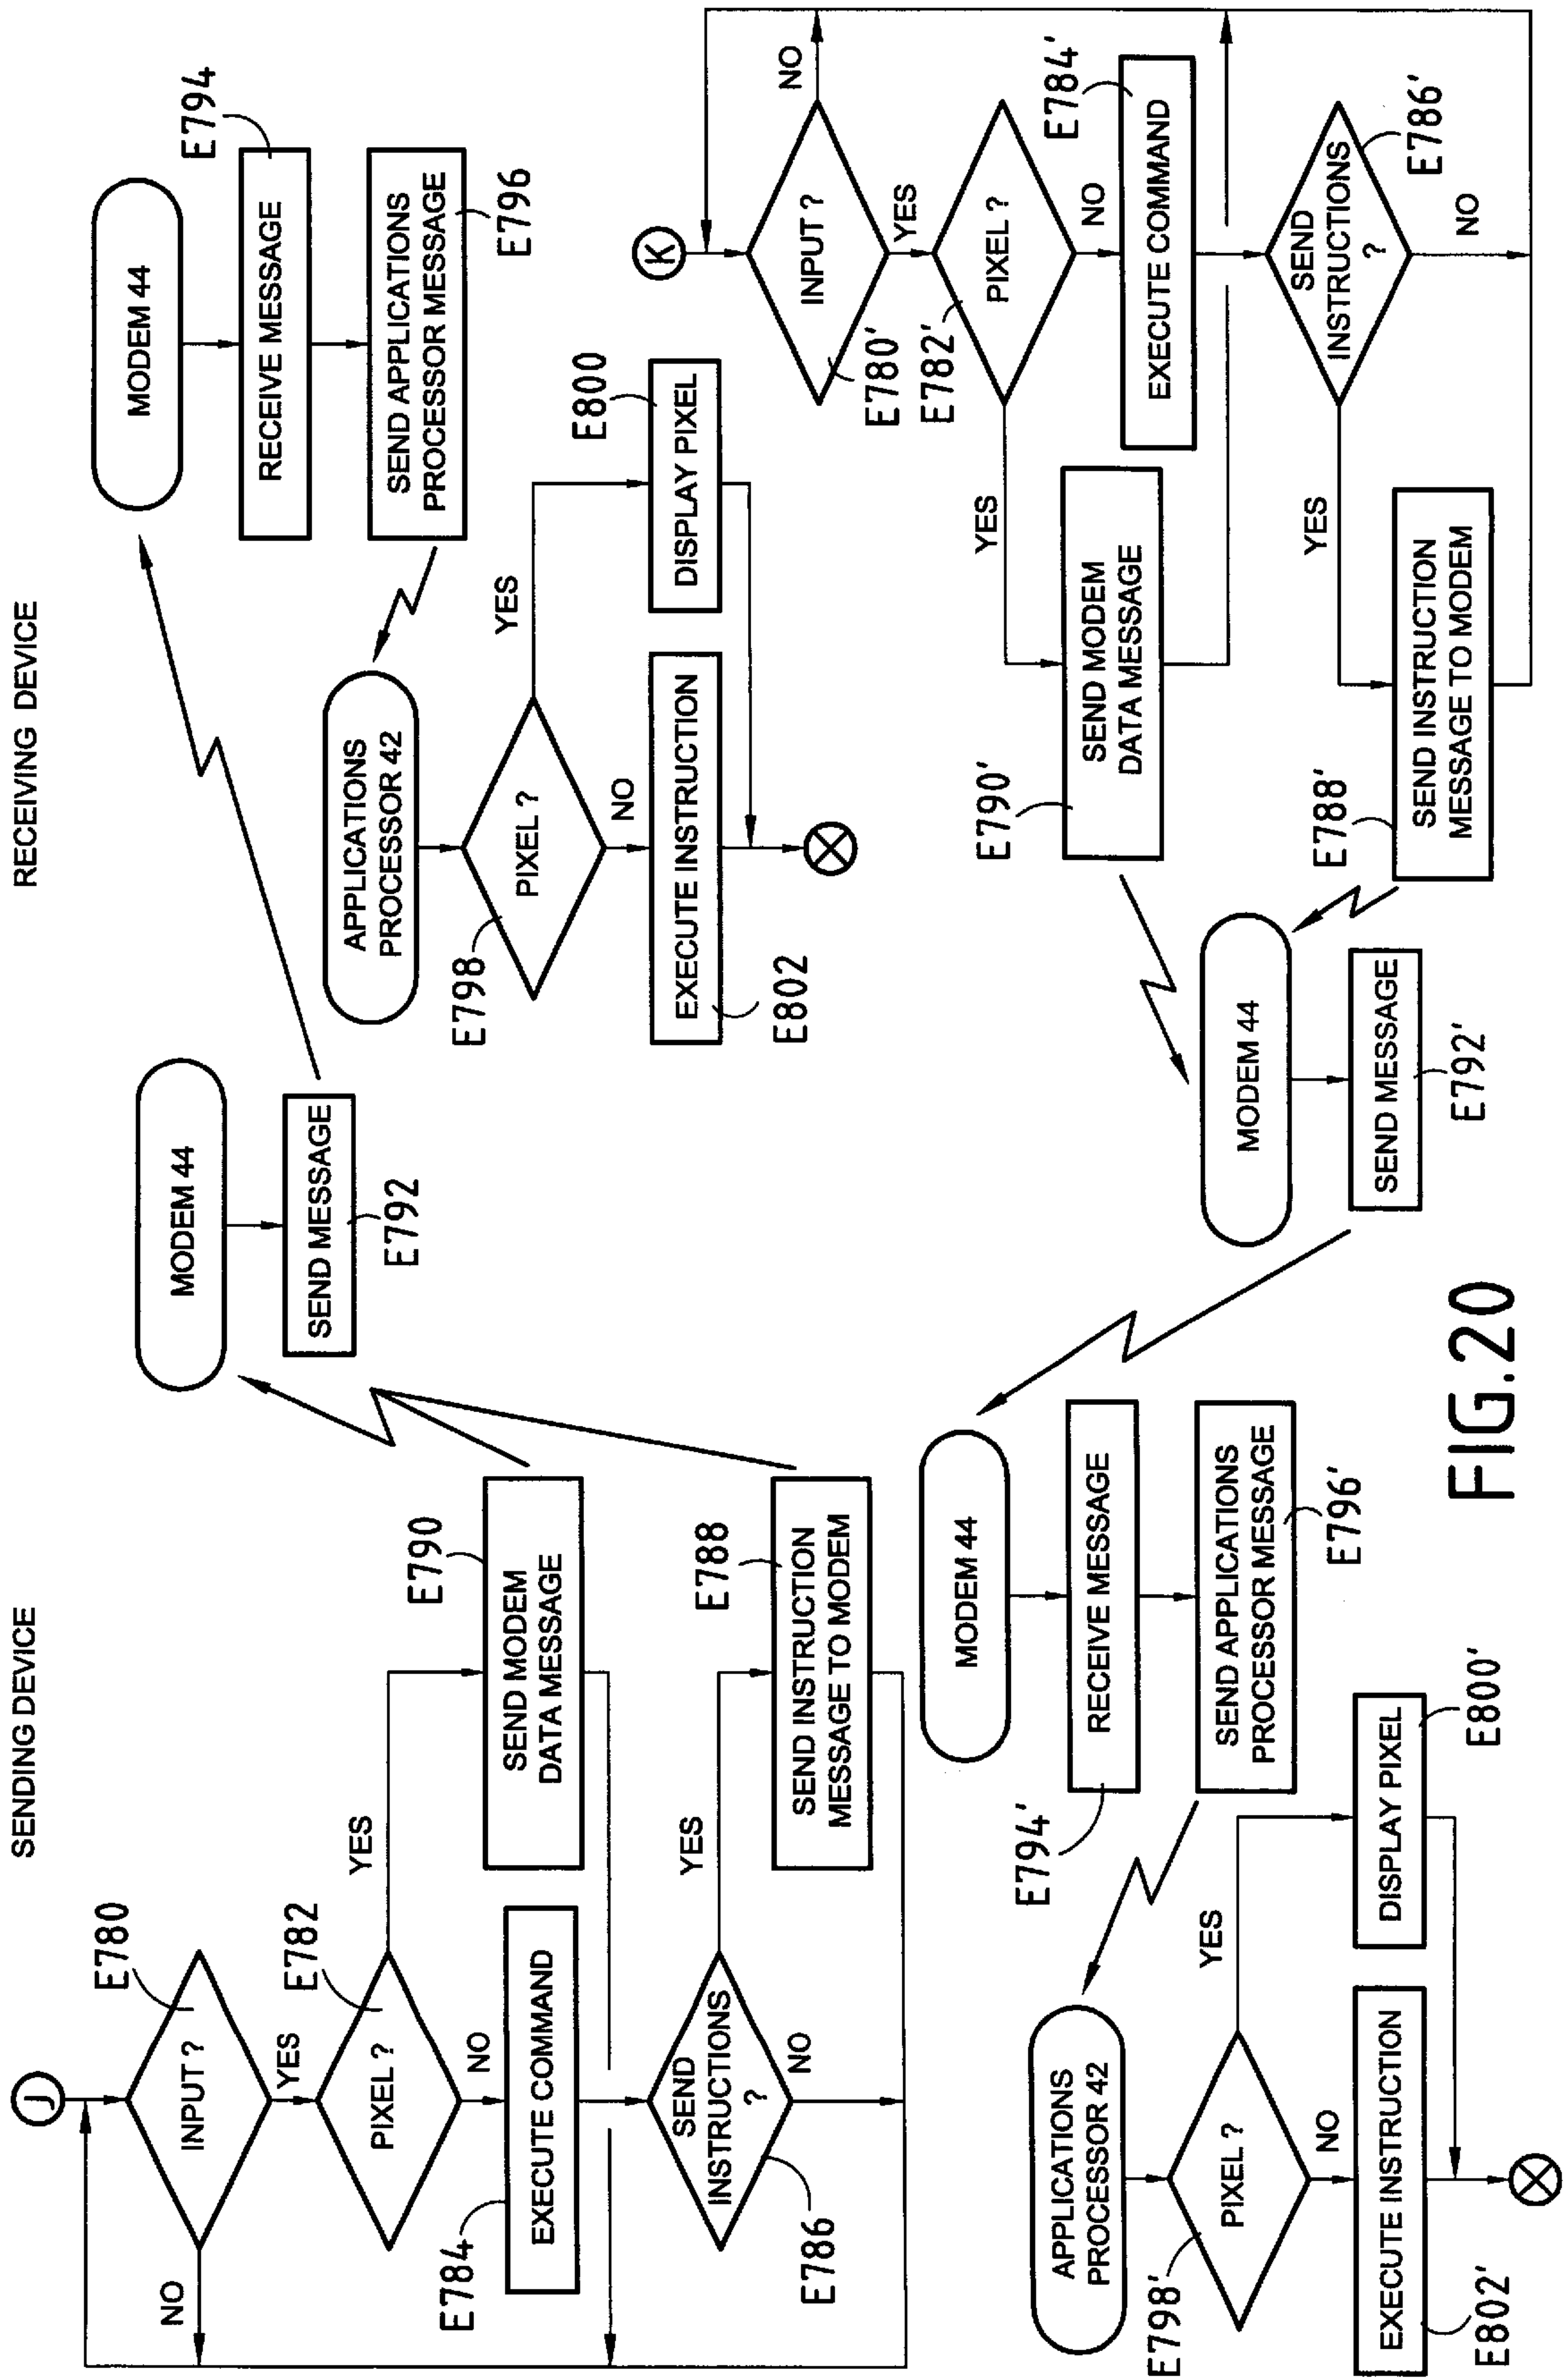 SENDING DEVICE
RECEIVING DEVICE
J
INPUT ?
E780
NO
YES
PIXEL ?
E782
YES
NO
EXECUTE COMMAND
E784
SEND MODEM
DATA MESSAGE
E790
SEND
INSTRUCTIONS
?
E786
YES
NO
SEND INSTRUCTION
MESSAGE TO MODEM
E788
MODEM 44
SEND MESSAGE
E792
MODEM 44
RECEIVE MESSAGE
E794
SEND APPLICATIONS
PROCESSOR MESSAGE
E796
APPLICATIONS
PROCESSOR 42
PIXEL ?
E798
YES
NO
DISPLAY PIXEL
E800
EXECUTE INSTRUCTION
E802
K
INPUT ?
E780'
NO
YES
PIXEL ?
E782'
YES
NO
EXECUTE COMMAND
E784'
SEND MODEM
DATA MESSAGE
E790'
SEND
INSTRUCTIONS
?
E786'
YES
NO
SEND INSTRUCTION
MESSAGE TO MODEM
E788'
MODEM 44
SEND MESSAGE
E792'
MODEM 44
RECEIVE MESSAGE
E794'
SEND APPLICATIONS
PROCESSOR MESSAGE
E796'
APPLICATIONS
PROCESSOR 42
PIXEL ?
E798'
YES
NO
DISPLAY PIXEL
E800'
EXECUTE INSTRUCTION
E802'
FIG.20